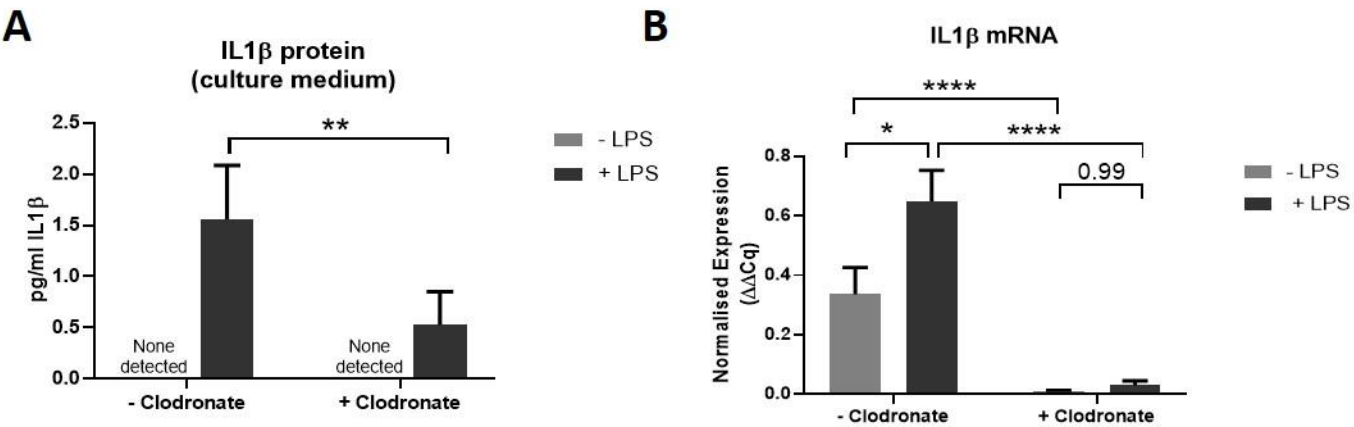 A
IL1β protein
(culture medium)
**
- LPS
+ LPS
pg/ml IL1β
2.5
2.0
1.5
1.0
0.5
0.0
None
detected
None
detected
- Clodronate
+ Clodronate
B
IL1β mRNA
****
*
****
0.99
- LPS
+ LPS
Normalised Expression
(ΔΔCq)
0.8
0.6
0.4
0.2
0.0
- Clodronate
+ Clodronate